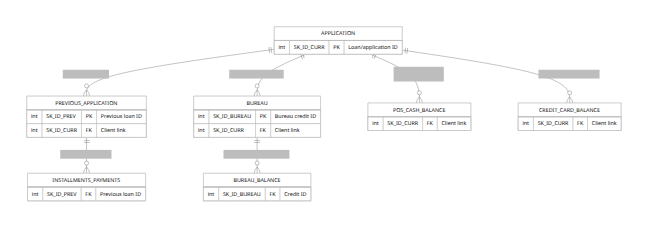 APPLICATION
int SK_ID_CURR PK Loan/application ID
PREVIOUS_APPLICATION
int SK_ID_PREV PK Previous loan ID
int SK_ID_CURR FK Client link
BUREAU
int SK_ID_BUREAU PK Bureau credit ID
int SK_ID_CURR FK Client link
POS_CASH_BALANCE
int SK_ID_CURR FK Client link
CREDIT_CARD_BALANCE
int SK_ID_CURR FK Client link
INSTALLMENTS_PAYMENTS
int SK_ID_PREV FK Previous loan ID
BUREAU_BALANCE
int SK_ID_BUREAU FK Credit ID